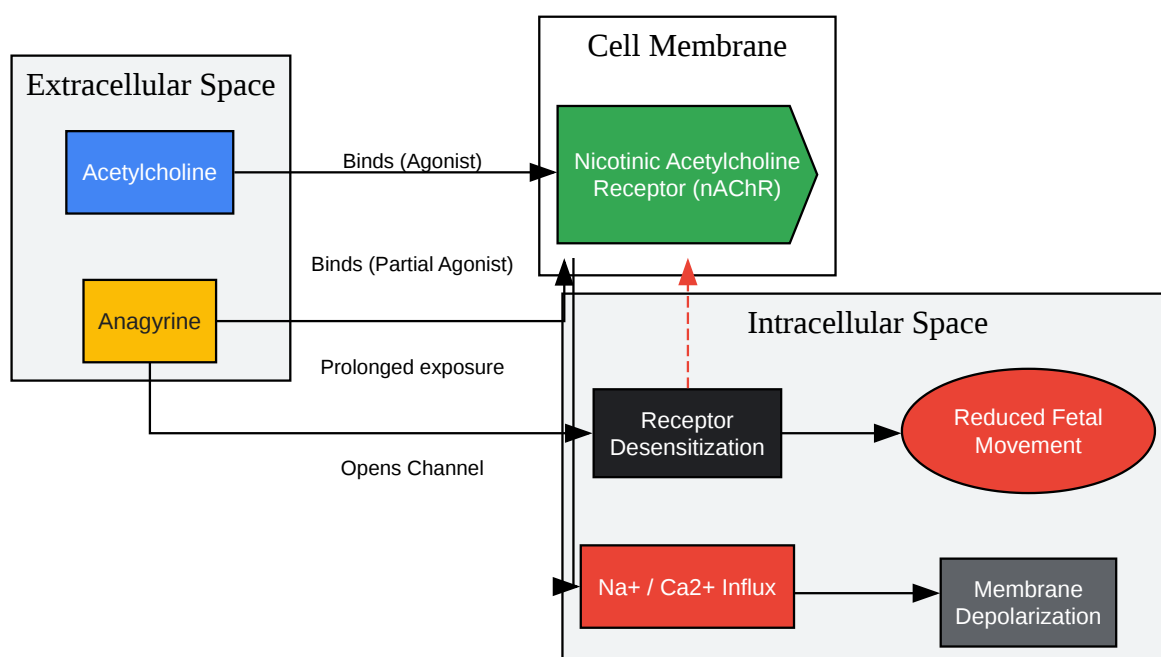 Cell Membrane
Extracellular Space
Acetylcholine
Binds (Agonist)
Nicotinic Acetylcholine
Receptor (nAChR)
Binds (Partial Agonist)
Anagyrine
Intracellular Space
Prolonged exposure
Receptor
Desensitization
Reduced Fetal
Movement
Opens Channel
Na+ / Ca2+ Influx
Membrane
Depolarization